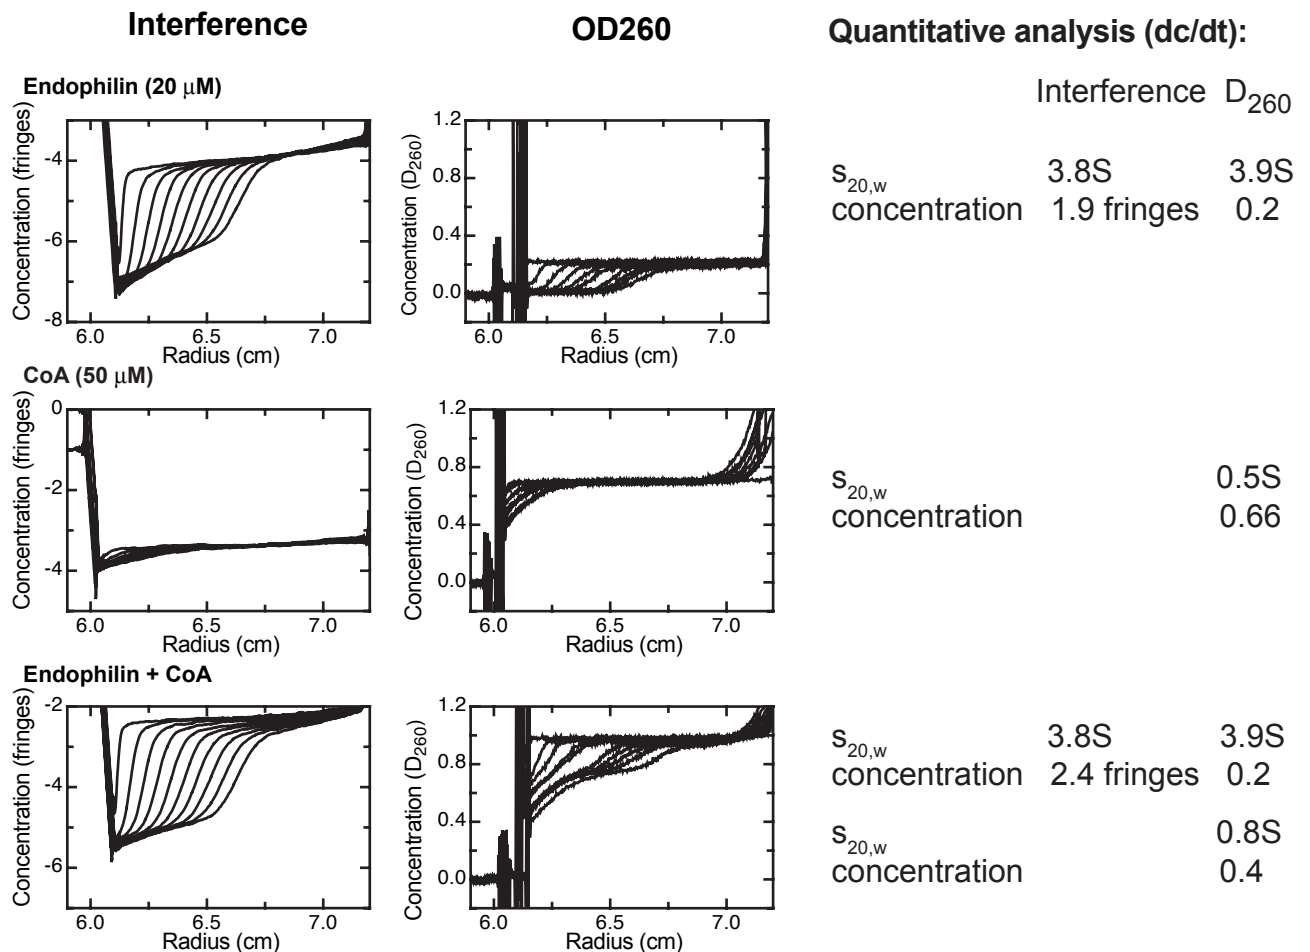 Interference
OD260
Quantitative analysis (dc/dt):
Interference D260
Endophilin (20 μM)
Concentration (fringes)
-4
-6
-8
6.0 6.5 7.0
Radius (cm)
Concentration (D260)
1.2
0.8
0.4
0.0
6.0 6.5 7.0
Radius (cm)
s20,w 3.8S 3.9S
concentration 1.9 fringes 0.2
CoA (50 μM)
Concentration (fringes)
0
-2
-4
6.0 6.5 7.0
Radius (cm)
Concentration (D260)
1.2
0.8
0.4
0.0
6.0 6.5 7.0
Radius (cm)
s20,w 0.5S
concentration 0.66
Endophilin + CoA
Concentration (fringes)
-2
-4
-6
6.0 6.5 7.0
Radius (cm)
Concentration (D260)
1.2
0.8
0.4
0.0
6.0 6.5 7.0
Radius (cm)
s20,w 3.8S 3.9S
concentration 2.4 fringes 0.2
s20,w 0.8S
concentration 0.4